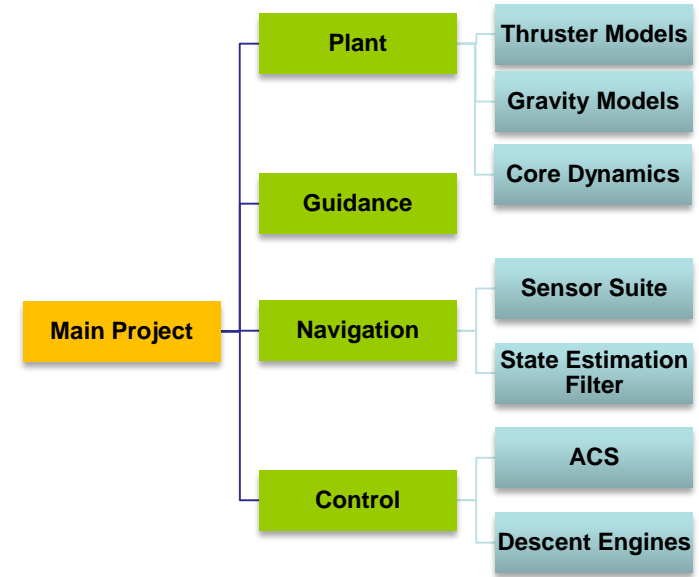 Main Project
Plant
Thruster Models
Gravity Models
Core Dynamics
Guidance
Navigation
Sensor Suite
State Estimation
Filter
Control
ACS
Descent Engines